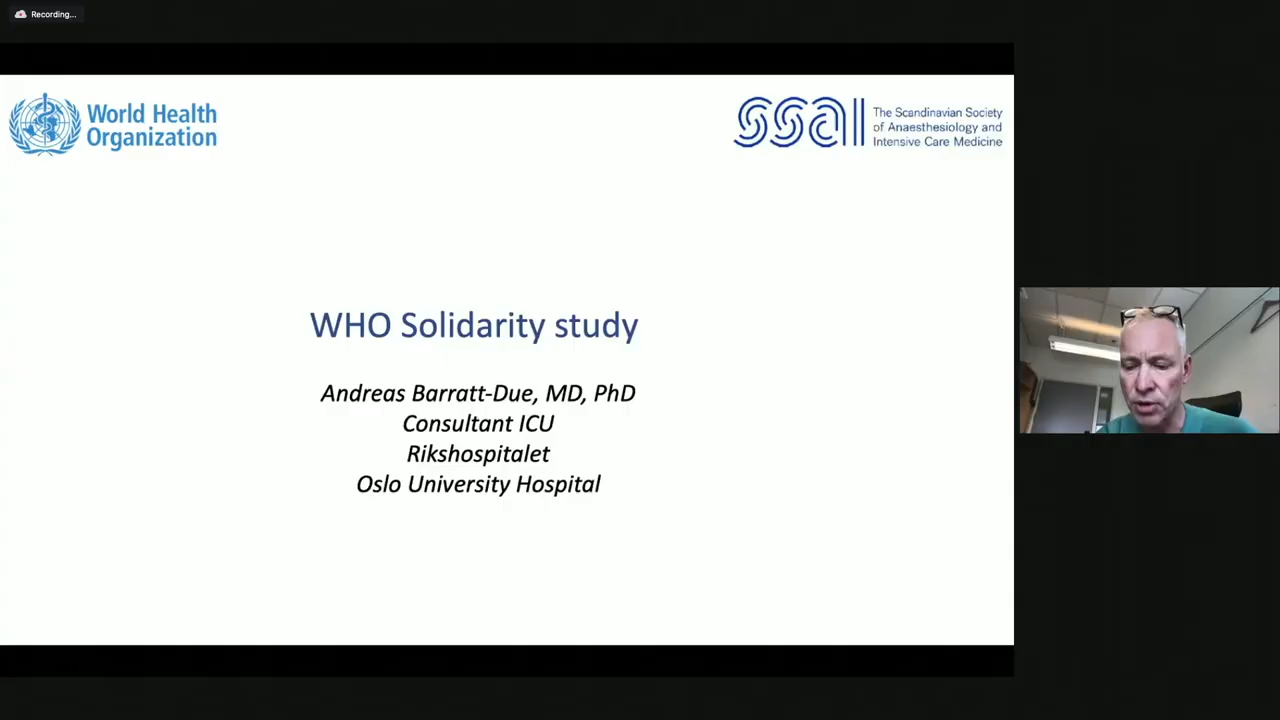 Recording...
World Health
Organization
ssai
The Scandinavian Society
of Anaesthesiology and
Intensive Care Medicine
WHO Solidarity study
Andreas Barratt-Due, MD, PhD
Consultant ICU
Rikshospitalet
Oslo University Hospital